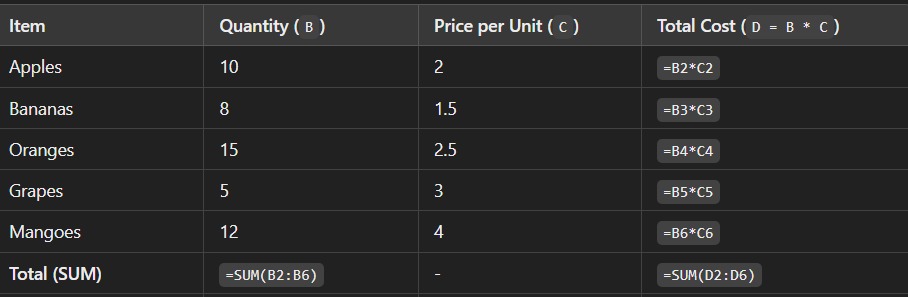 Item Quantity ( B ) Price per Unit ( C ) Total Cost ( D = B * C )
Apples 10 2 =B2*C2
Bananas 8 1.5 =B3*C3
Oranges 15 2.5 =B4*C4
Grapes 5 3 =B5*C5
Mangoes 12 4 =B6*C6
Total (SUM) =SUM(B2:B6) - =SUM(D2:D6)